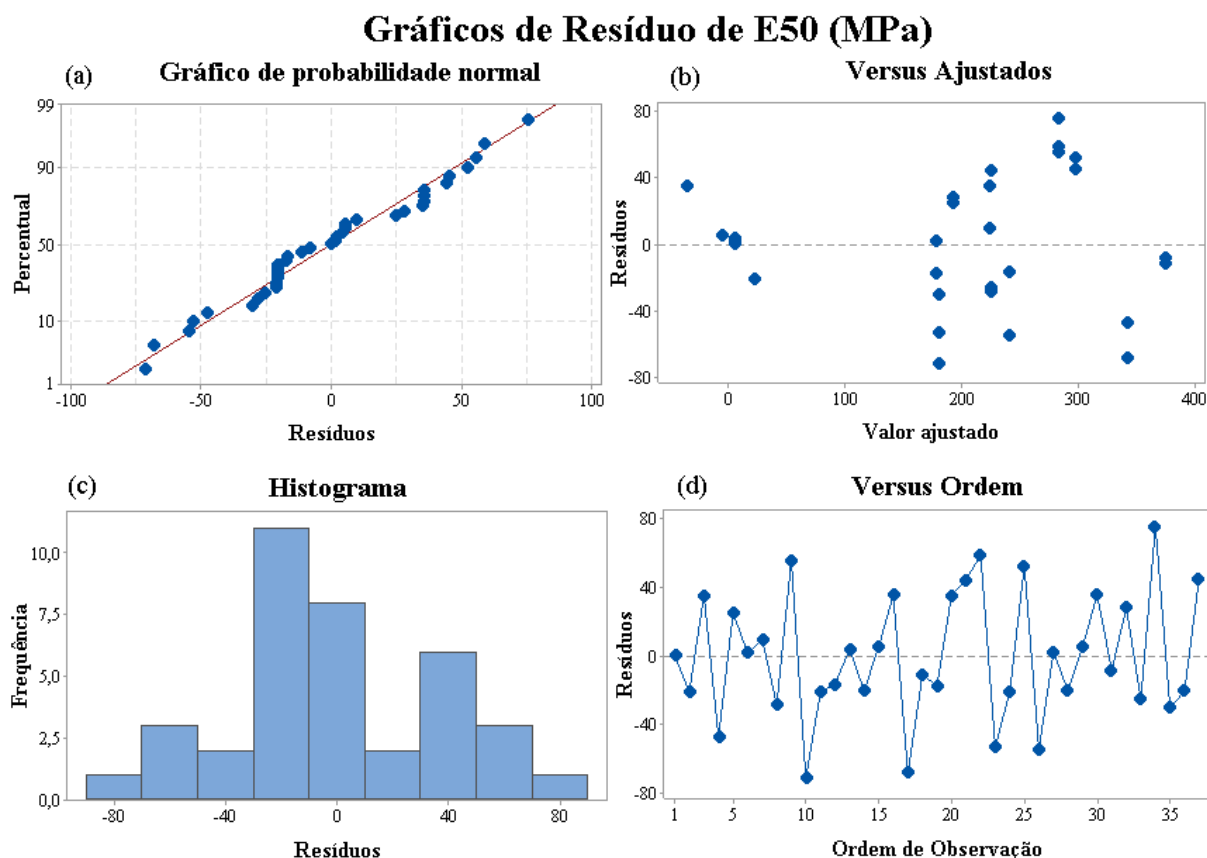 Gráficos de Resíduo de E50 (MPa)
(a)
Gráfico de probabilidade normal
99
90
50
10
1
Percentual
-100
-50
0
50
100
Resíduos
(b)
Versus Ajustados
80
40
0
-40
-80
Resíduos
0
100
200
300
400
Valor ajustado
(c)
Histograma
10,0
7,5
5,0
2,5
0,0
Frequência
-80
-40
0
40
80
Resíduos
(d)
Versus Ordem
80
40
0
-40
-80
Resíduos
1
5
10
15
20
25
30
35
Ordem de Observação